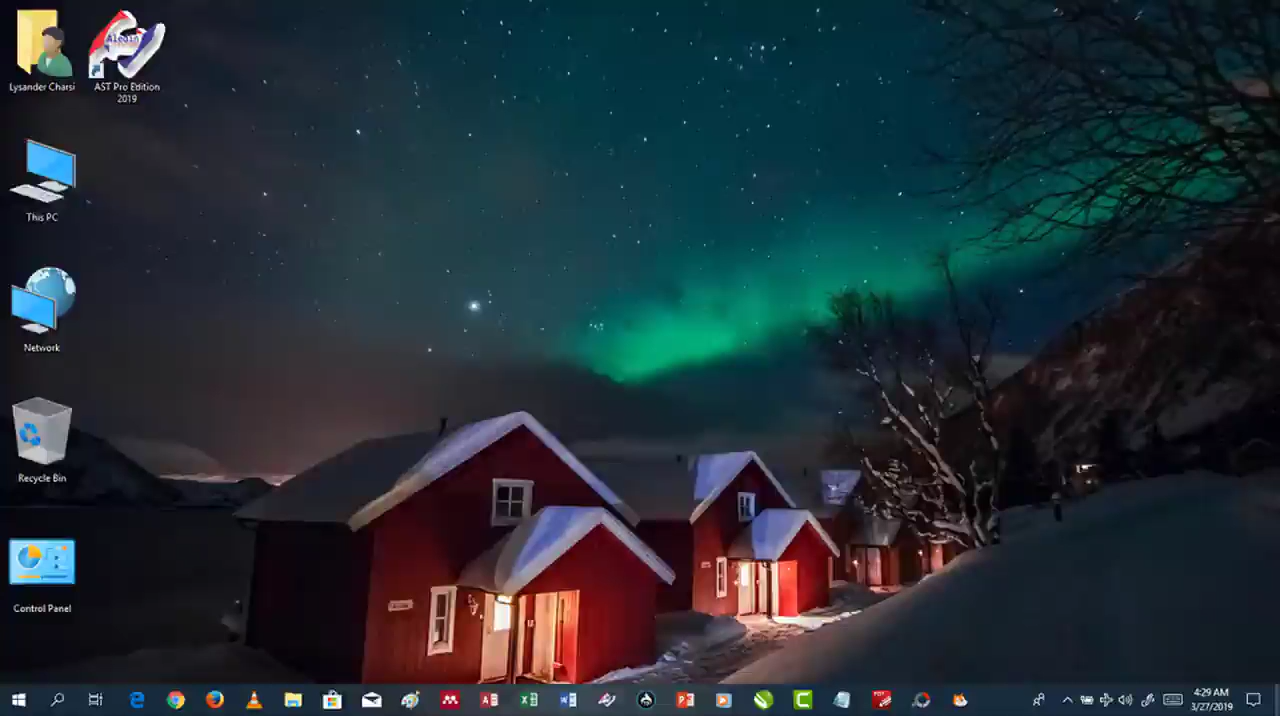 Lysander Charsi
Aledin
AST Pro Edition
2019
This PC
Network
Recycle Bin
Control Panel
4:29 AM
3/27/2019